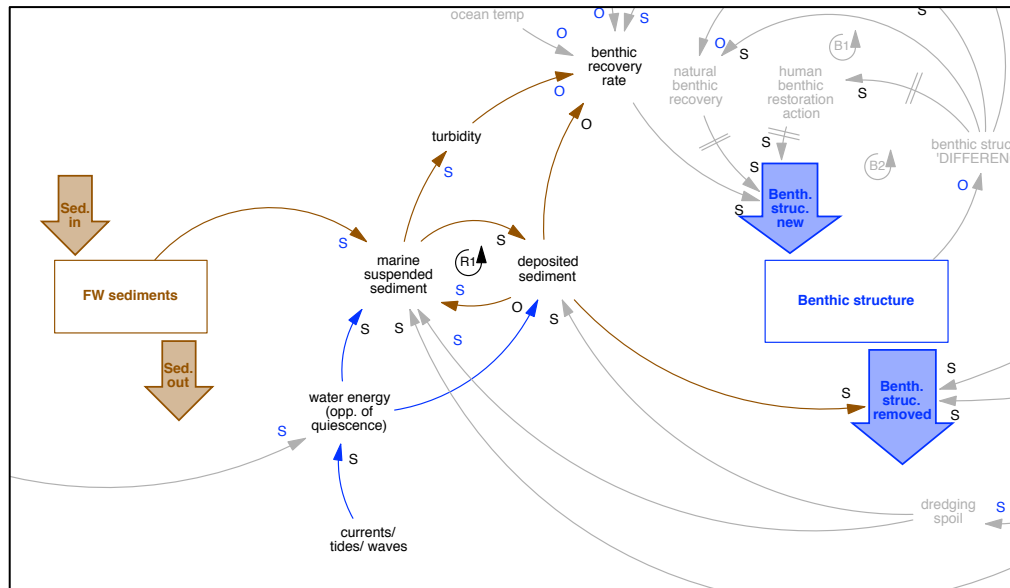 ocean temp
O
S
O
O
S
B1
S
O
benthic
recovery
rate
natural
benthic
recovery
human
benthic
restoration
action
S
O
O
turbidity
S
S
S
benthic struc
'DIFFEREN
B2
O
S
S
Sed.
in
Benth.
struc.
new
S
S
marine
suspended
sediment
R1
deposited
sediment
S
FW sediments
Benthic structure
O
S
S
S
S
S
Sed.
out
S
S
Benth.
struc.
removed
S
water energy
(opp. of
quiescence)
S
S
dredging
spoil
S
currents/
tides/ waves